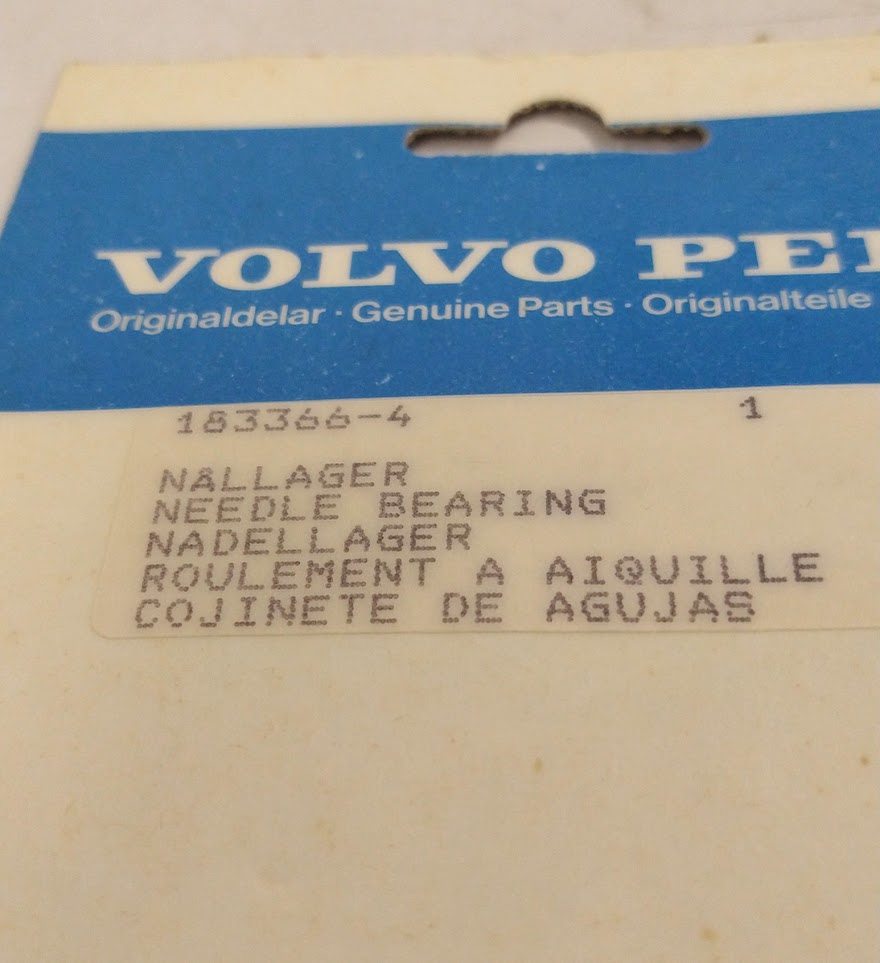 VOLVO PE
Originaldelar · Genuine Parts · Originalteile
183366-4 1
NÅLLAGER
NEEDLE BEARING
NADELLAGER
ROULEMENT A AIQUILLE
COJINETE DE AGUJAS